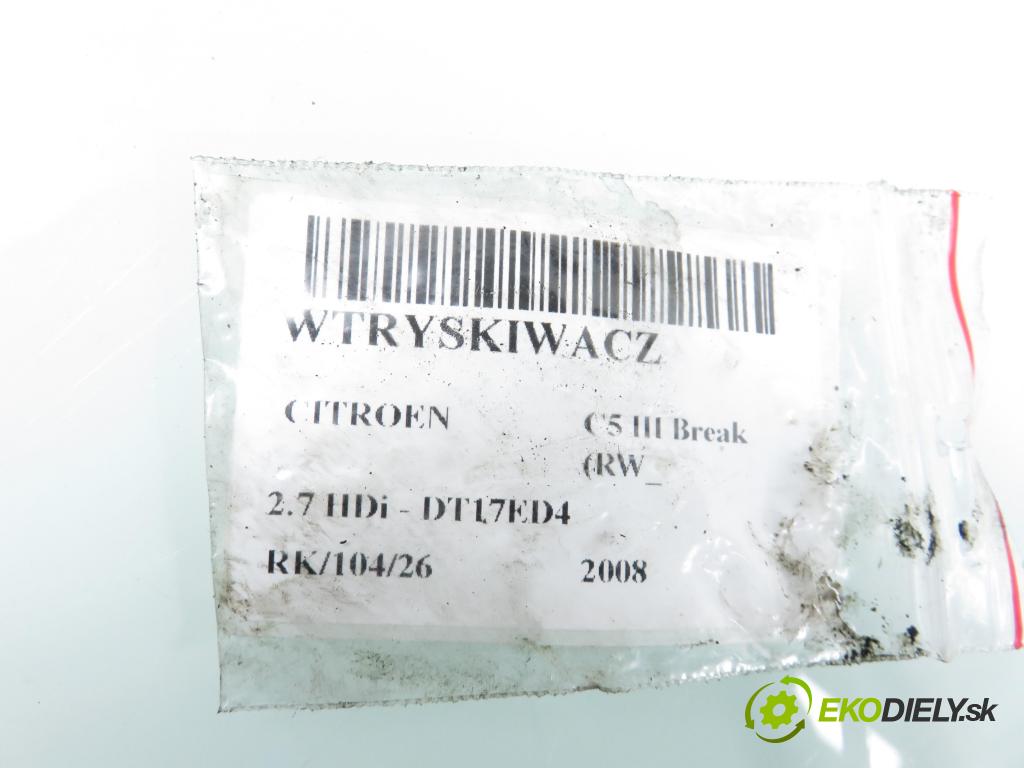 WTRYSKIWACZ
CITROEN C5 III Break
(RW_
2.7 HDi - DT17ED4
RK/104/26 2008
EKODIELY.sk